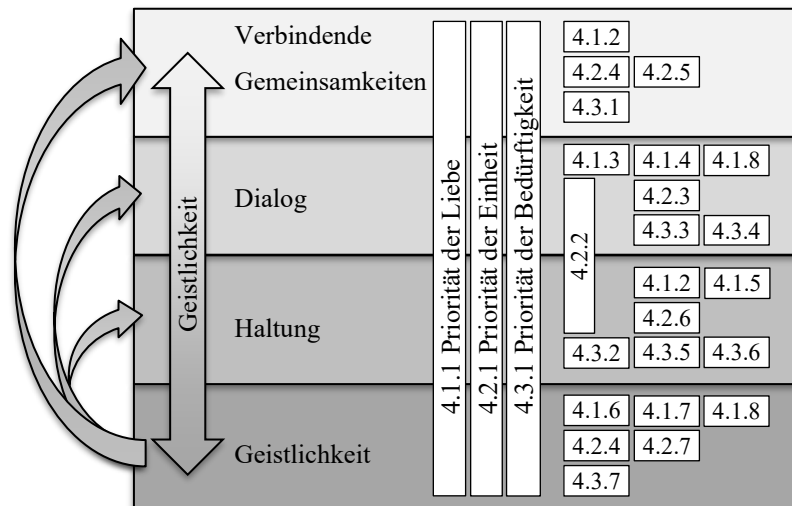 Verbindende
Gemeinsamkeiten
4.1.2
4.2.4 4.2.5
4.3.1
Geistlichkeit
4.1.1 Priorität der Liebe
4.2.1 Priorität der Einheit
4.3.1 Priorität der Bedürftigkeit
Dialog
4.1.3 4.1.4 4.1.8
4.2.3
4.3.3 4.3.4
4.2.2
Haltung
4.1.2 4.1.5
4.2.6
4.3.2 4.3.5 4.3.6
Geistlichkeit
4.1.6 4.1.7 4.1.8
4.2.4 4.2.7
4.3.7